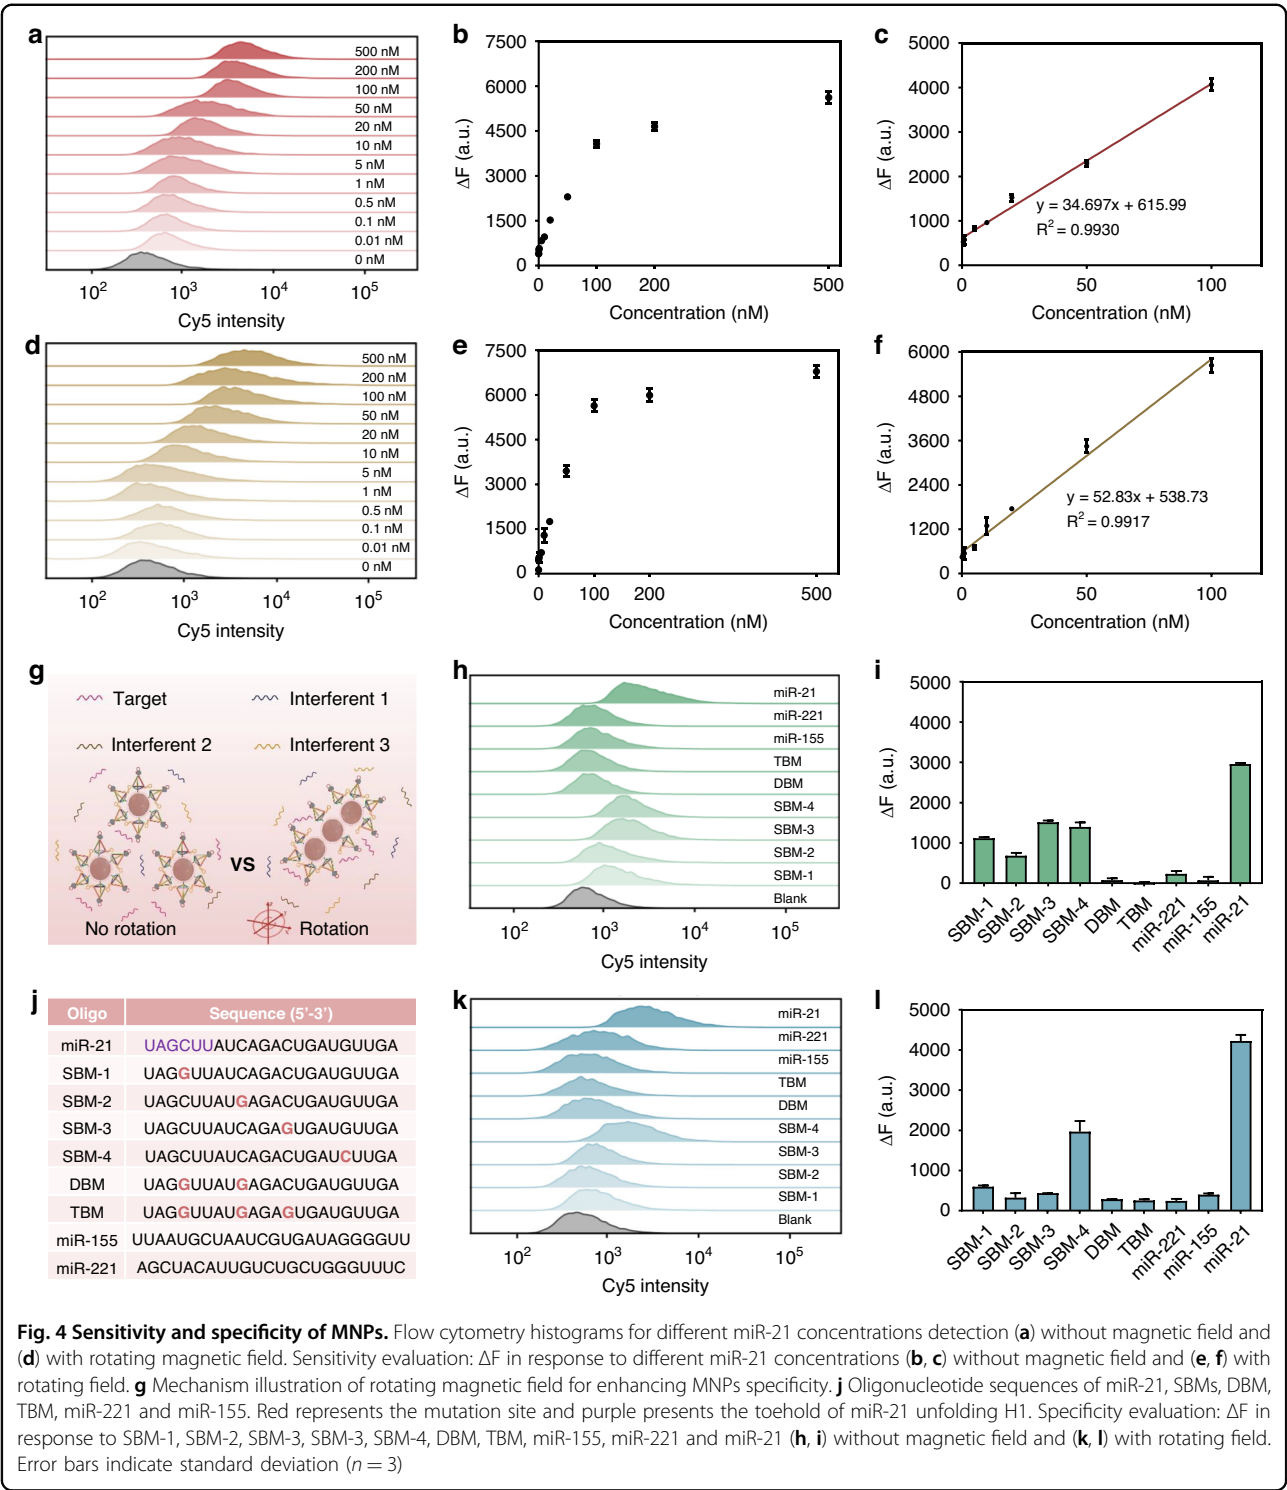 a
500 nM
200 nM
100 nM
50 nM
20 nM
10 nM
5 nM
1 nM
0.5 nM
0.1 nM
0.01 nM
0 nM
10² 10³ 10⁴ 10⁵
Cy5 intensity
b
7500
6000
4500
3000
1500
0
ΔF (a.u.)
0 100 200 500
Concentration (nM)
c
5000
4000
3000
2000
1000
0
ΔF (a.u.)
y = 34.697x + 615.99
R² = 0.9930
0 50 100
Concentration (nM)
d
500 nM
200 nM
100 nM
50 nM
20 nM
10 nM
5 nM
1 nM
0.5 nM
0.1 nM
0.01 nM
0 nM
10² 10³ 10⁴ 10⁵
Cy5 intensity
e
7500
6000
4500
3000
1500
0
ΔF (a.u.)
0 100 200 500
Concentration (nM)
f
6000
4800
3600
2400
1200
0
ΔF (a.u.)
y = 52.83x + 538.73
R² = 0.9917
0 50 100
Concentration (nM)
g
Target Interferent 1
Interferent 2 Interferent 3
VS
No rotation Rotation
h
miR-21
miR-221
miR-155
TBM
DBM
SBM-4
SBM-3
SBM-2
SBM-1
Blank
10² 10³ 10⁴ 10⁵
Cy5 intensity
i
5000
4000
3000
2000
1000
0
ΔF (a.u.)
SBM-1 SBM-2 SBM-3 SBM-4 DBM TBM miR-221 miR-155 miR-21
j
Oligo Sequence (5'-3')
miR-21 UAGCUUAUCAGACUGAUGUUGA
SBM-1 UAGGUUAUCAGACUGAUGUUGA
SBM-2 UAGCUUAUGAGACUGAUGUUGA
SBM-3 UAGCUUAUCAGAGUGAUGUUGA
SBM-4 UAGCUUAUCAGACUGAUCUUGA
DBM UAGGUUAUGAGACUGAUGUUGA
TBM UAGGUUAUGAGAGUGAUGUUGA
miR-155 UUAAUGCUAAUCGUGAUAGGGGUU
miR-221 AGCUACAUUGUCUGCUGGGUUUC
k
miR-21
miR-221
miR-155
TBM
DBM
SBM-4
SBM-3
SBM-2
SBM-1
Blank
10² 10³ 10⁴ 10⁵
Cy5 intensity
l
5000
4000
3000
2000
1000
0
ΔF (a.u.)
SBM-1 SBM-2 SBM-3 SBM-4 DBM TBM miR-221 miR-155 miR-21
Fig. 4 Sensitivity and specificity of MNPs. Flow cytometry histograms for different miR-21 concentrations detection (a) without magnetic field and
(d) with rotating magnetic field. Sensitivity evaluation: ΔF in response to different miR-21 concentrations (b, c) without magnetic field and (e, f) with
rotating field. g Mechanism illustration of rotating magnetic field for enhancing MNPs specificity. j Oligonucleotide sequences of miR-21, SBMs, DBM,
TBM, miR-221 and miR-155. Red represents the mutation site and purple presents the toehold of miR-21 unfolding H1. Specificity evaluation: ΔF in
response to SBM-1, SBM-2, SBM-3, SBM-3, SBM-4, DBM, TBM, miR-155, miR-221 and miR-21 (h, i) without magnetic field and (k, l) with rotating field.
Error bars indicate standard deviation (n = 3)